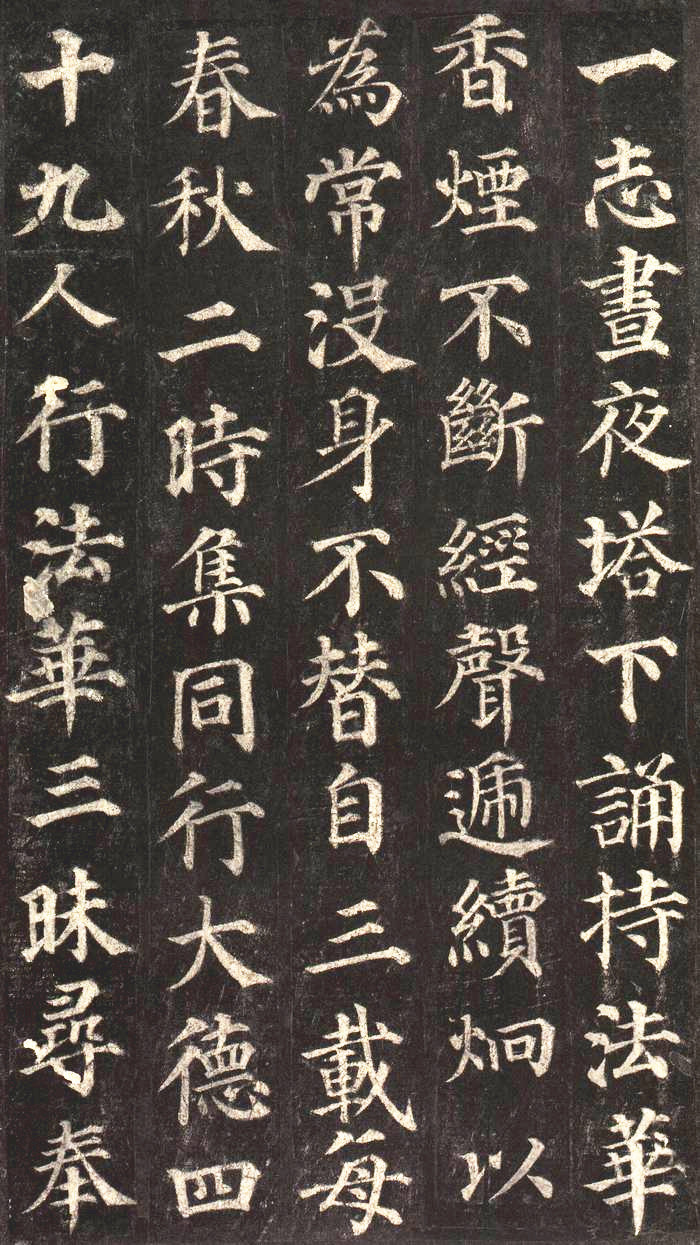 一志晝夜塔下誦持法華
香煙不斷經聲遞續炯以
為常没身不替自三載每
春秋二時集同行大德四
十九人行法華三昧尋奉